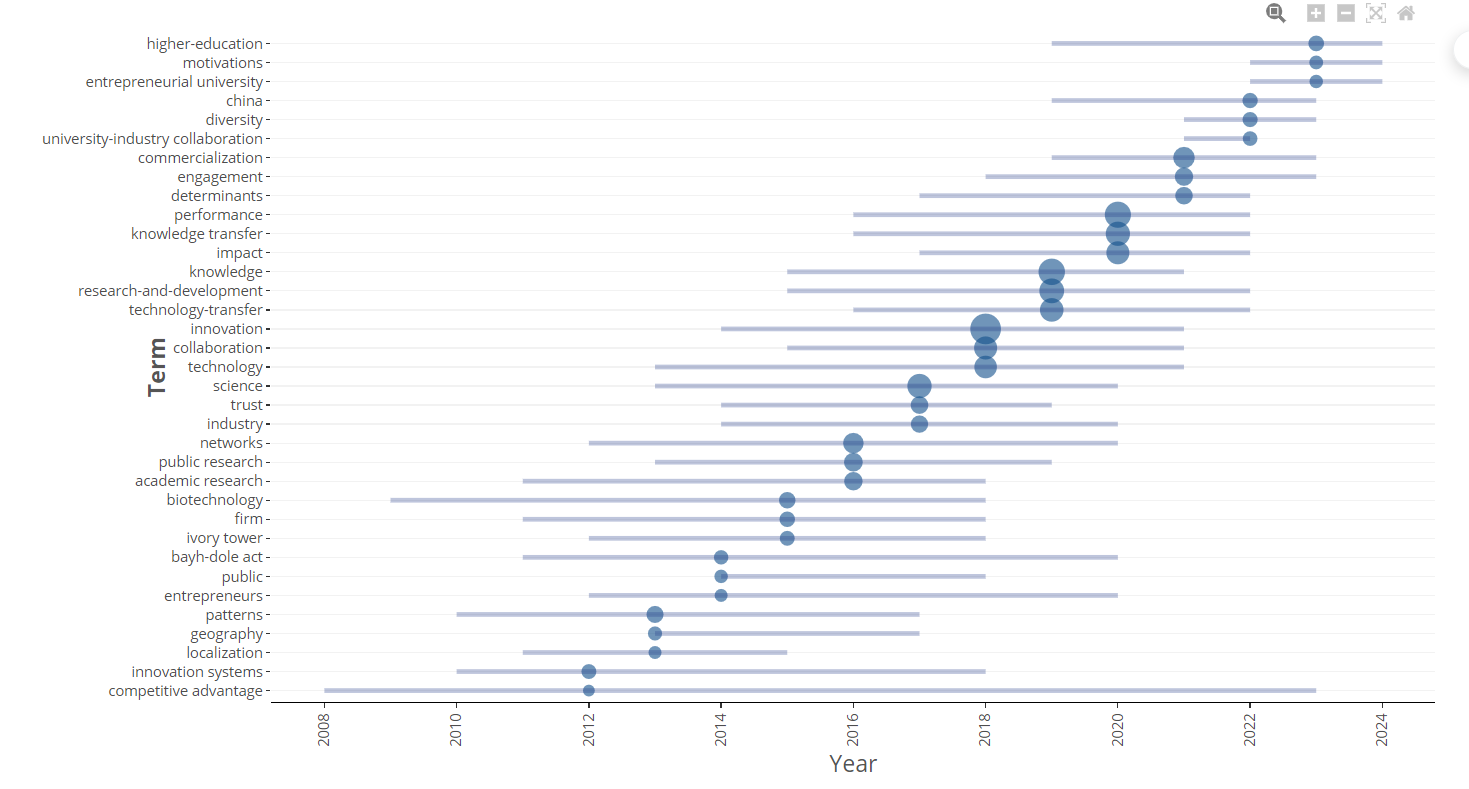 higher-education
motivations
entrepreneurial university
china
diversity
university-industry collaboration
commercialization
engagement
determinants
performance
knowledge transfer
impact
knowledge
research-and-development
technology-transfer
innovation
collaboration
technology
science
trust
industry
networks
public research
academic research
biotechnology
firm
ivory tower
bayh-dole act
public
entrepreneurs
patterns
geography
localization
innovation systems
competitive advantage
Term
2008 2010 2012 2014 2016 2018 2020 2022 2024
Year